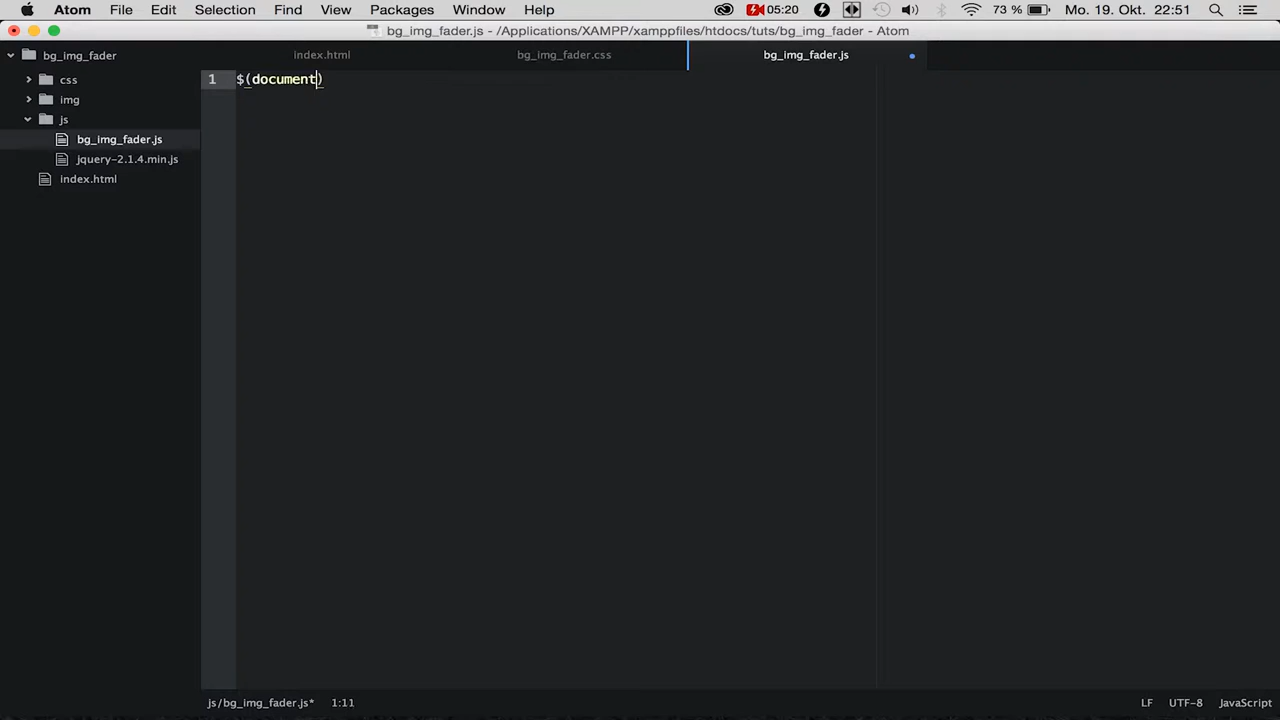 Atom File Edit Selection Find View Packages Window Help 05:20 73 % Mo. 19. Okt. 22:51
bg_img_fader.js - /Applications/XAMPP/xamppfiles/htdocs/tuts/bg_img_fader - Atom
bg_img_fader
index.html bg_img_fader.css bg_img_fader.js
css
img
js
bg_img_fader.js
jquery-2.1.4.min.js
index.html
1 $(document)
js/bg_img_fader.js* 1:11 LF UTF-8 JavaScript